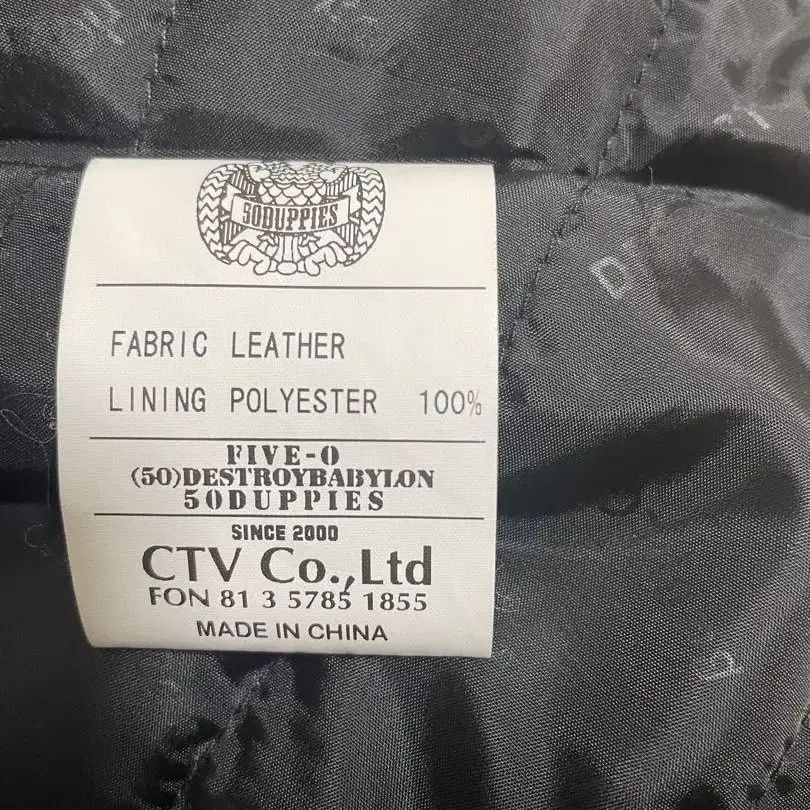 50DUPPIES
FABRIC LEATHER
LINING POLYESTER 100%
FIVE-O
(50)DESTROYBABYLON
50DUPPIES
SINCE 2000
CTV Co.,Ltd
FON 81 3 5785 1855
MADE IN CHINA